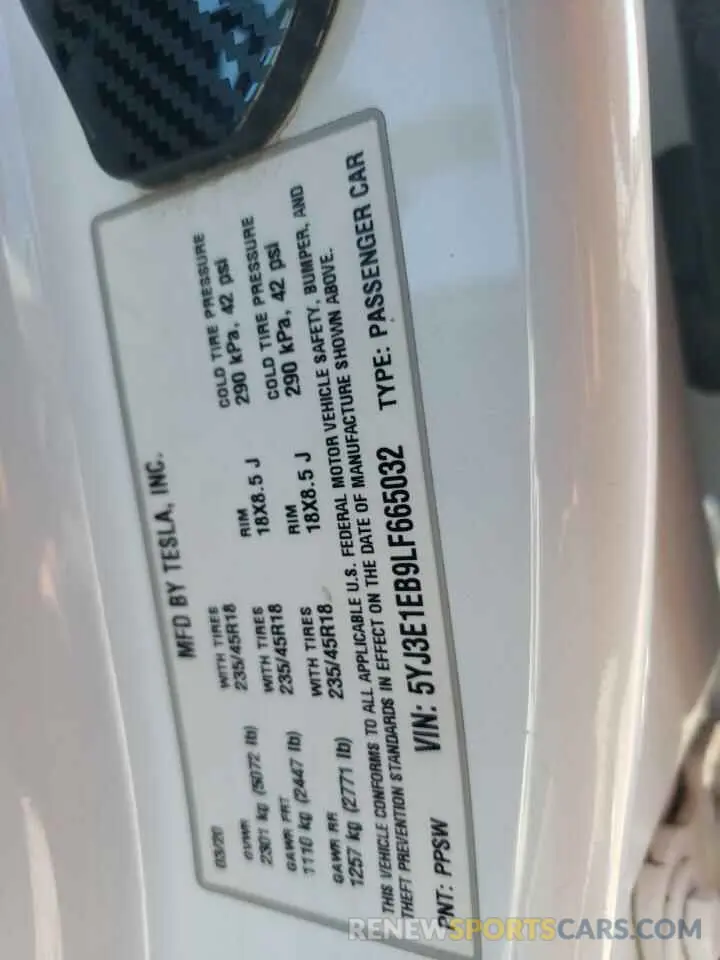 MFD BY TESLA, INC.
03/20
GVWR
2301 kg (5072 lb)
WITH TIRES
235/45R18
COLD TIRE PRESSURE
290 kPa, 42 psi
GAWR FRT
1110 kg (2447 lb)
WITH TIRES
235/45R18
RIM
18X8.5 J
COLD TIRE PRESSURE
290 kPa, 42 psi
GAWR RR
1257 kg (2771 lb)
WITH TIRES
235/45R18
RIM
18X8.5 J
THIS VEHICLE CONFORMS TO ALL APPLICABLE U.S. FEDERAL MOTOR VEHICLE SAFETY, BUMPER, AND
THEFT PREVENTION STANDARDS IN EFFECT ON THE DATE OF MANUFACTURE SHOWN ABOVE.
VIN: 5YJ3E1EB9LF665032 TYPE: PASSENGER CAR
PNT: PPSW
RENEWSPORTSCARS.COM